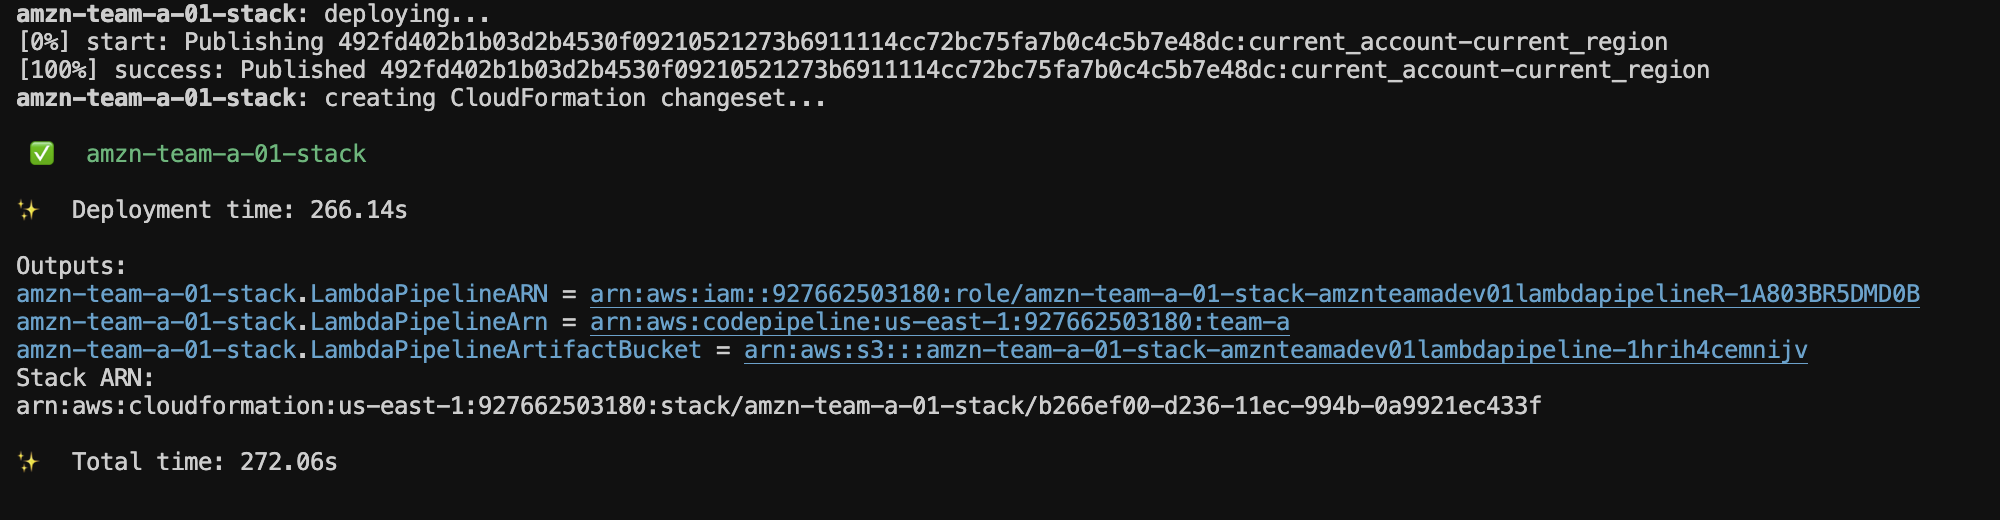 amzn-team-a-01-stack: deploying...
[0%] start: Publishing 492fd402b1b03d2b4530f09210521273b6911114cc72bc75fa7b0c4c5b7e48dc:current_account-current_region
[100%] success: Published 492fd402b1b03d2b4530f09210521273b6911114cc72bc75fa7b0c4c5b7e48dc:current_account-current_region
amzn-team-a-01-stack: creating CloudFormation changeset...
✅ amzn-team-a-01-stack
✨ Deployment time: 266.14s
Outputs:
amzn-team-a-01-stack.LambdaPipelineARN = arn:aws:iam::927662503180:role/amzn-team-a-01-stack-amznteamadev01lambdapipelineR-1A803BR5DMD0B
amzn-team-a-01-stack.LambdaPipelineArn = arn:aws:codepipeline:us-east-1:927662503180:team-a
amzn-team-a-01-stack.LambdaPipelineArtifactBucket = arn:aws:s3:::amzn-team-a-01-stack-amznteamadev01lambdapipeline-1hrih4cemnijv
Stack ARN:
arn:aws:cloudformation:us-east-1:927662503180:stack/amzn-team-a-01-stack/b266ef00-d236-11ec-994b-0a9921ec433f
✨ Total time: 272.06s